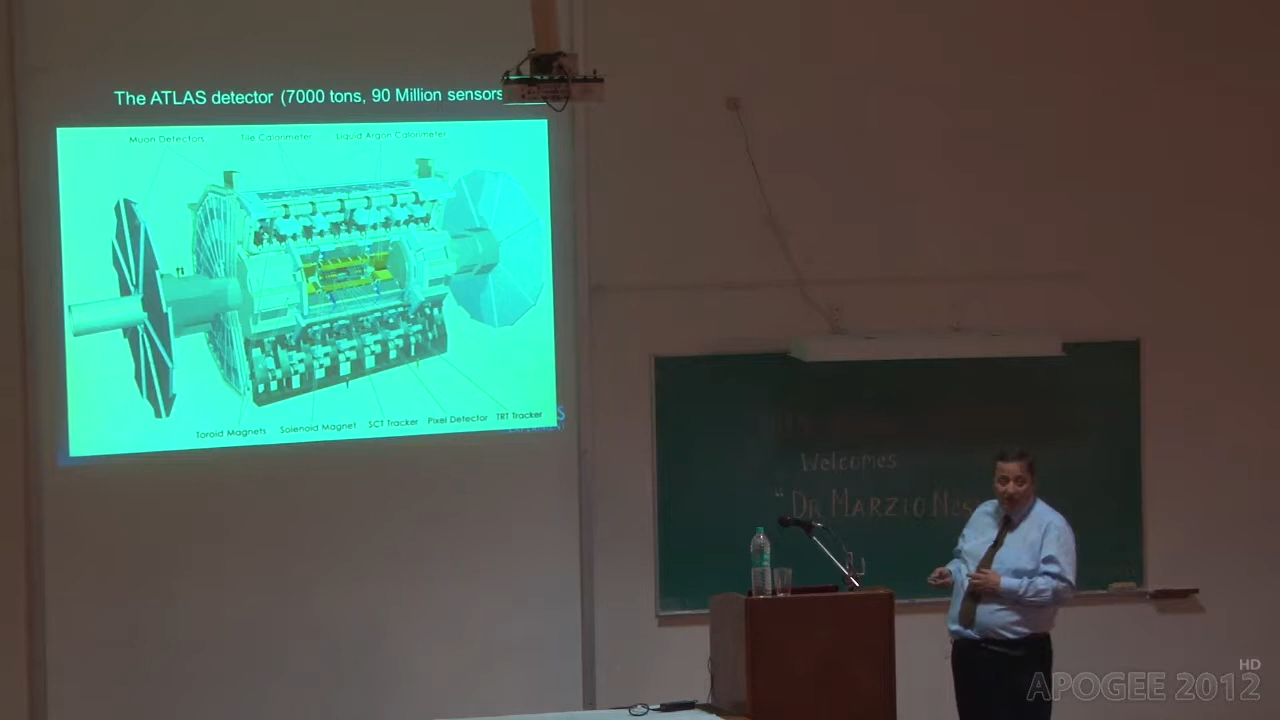 The ATLAS detector (7000 tons, 90 Million sensors
Muon Detectors Tile Calorimeter Liquid Argon Calorimeter
Toroid Magnets Solenoid Magnet SCT Tracker Pixel Detector TRT Tracker
Welcomes
" DR MARZIO NES
HD
APOGEE 2012